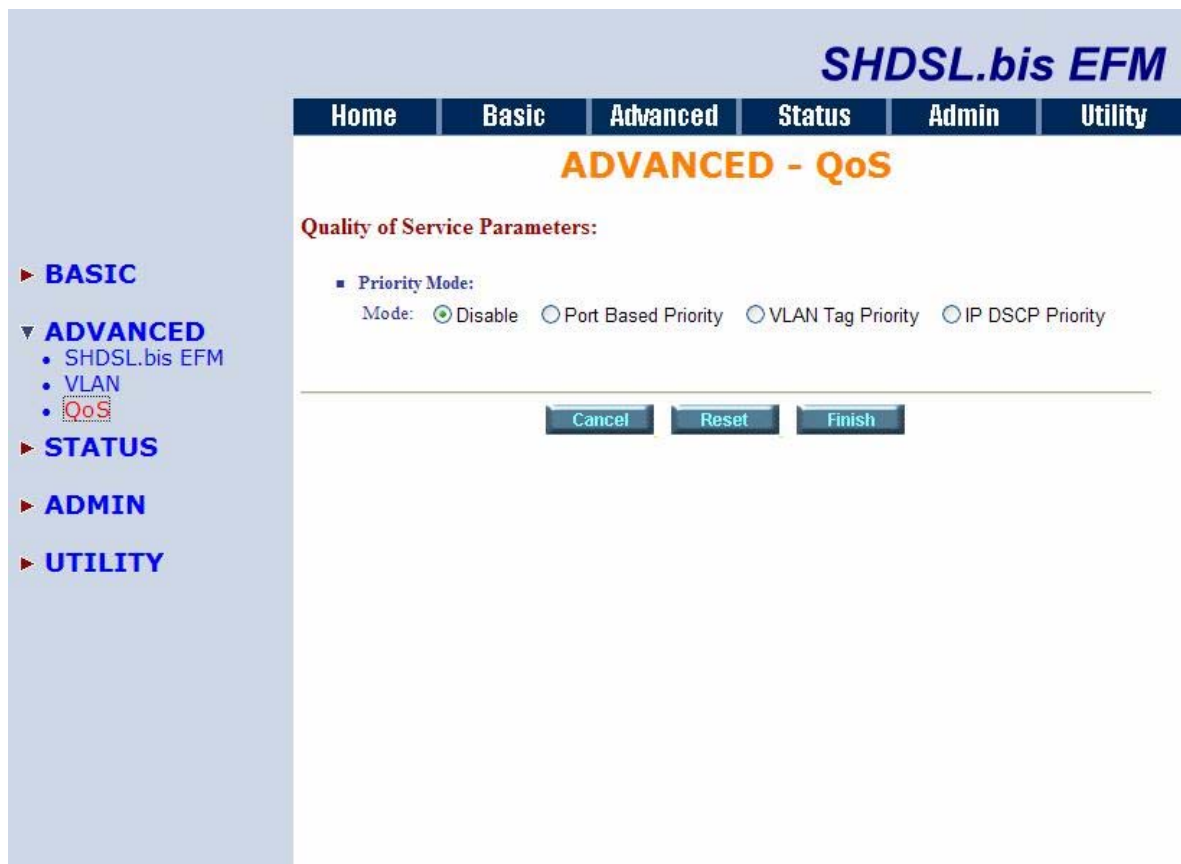 SHDSL.bis EFM
Home Basic Advanced Status Admin Utility
ADVANCED - QoS
Quality of Service Parameters:
Priority Mode:
Mode: Disable Port Based Priority VLAN Tag Priority IP DSCP Priority
Cancel Reset Finish
BASIC
ADVANCED
SHDSL.bis EFM
VLAN
QoS
STATUS
ADMIN
UTILITY